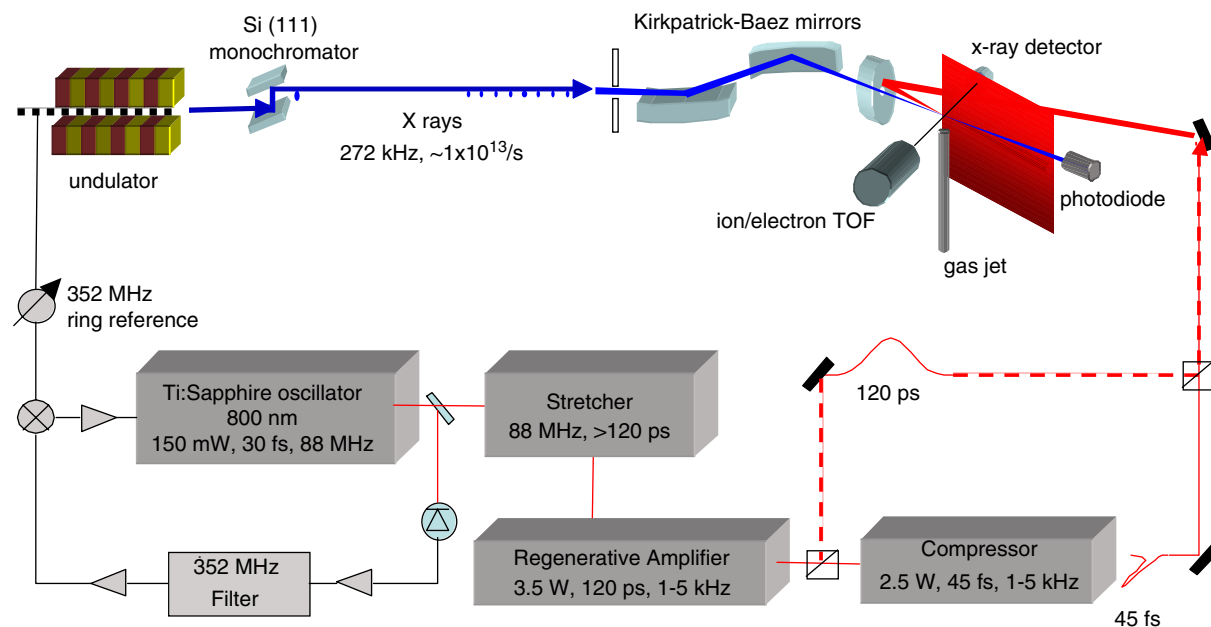 Si (111)
monochromator
Kirkpatrick-Baez mirrors
x-ray detector
X rays
272 kHz, ~1x10¹³/s
undulator
ion/electron TOF
photodiode
gas jet
352 MHz
ring reference
Ti:Sapphire oscillator
800 nm
150 mW, 30 fs, 88 MHz
Stretcher
88 MHz, >120 ps
120 ps
Regenerative Amplifier
3.5 W, 120 ps, 1-5 kHz
Compressor
2.5 W, 45 fs, 1-5 kHz
352 MHz
Filter
45 fs